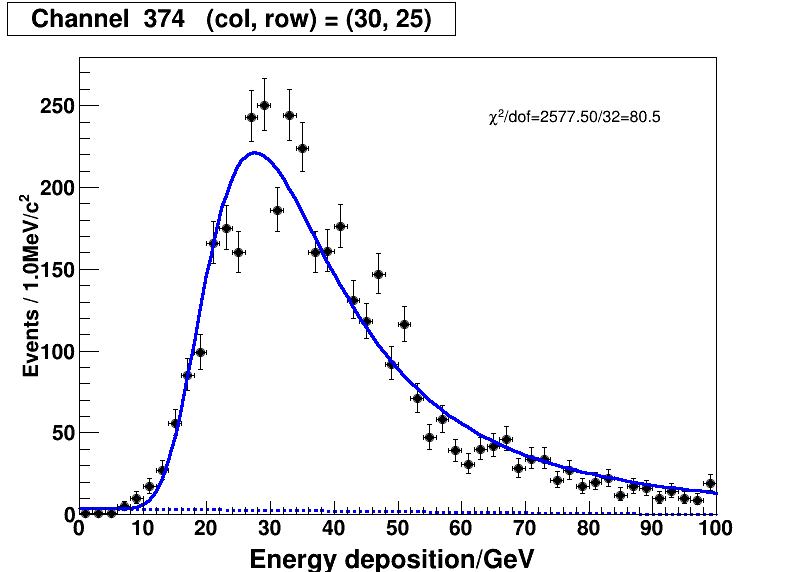 Channel 374 (col, row) = (30, 25)
χ²/dof=2577.50/32=80.5
Events / 1.0MeV/c²
250
200
150
100
50
0
0 10 20 30 40 50 60 70 80 90 100
Energy deposition/GeV